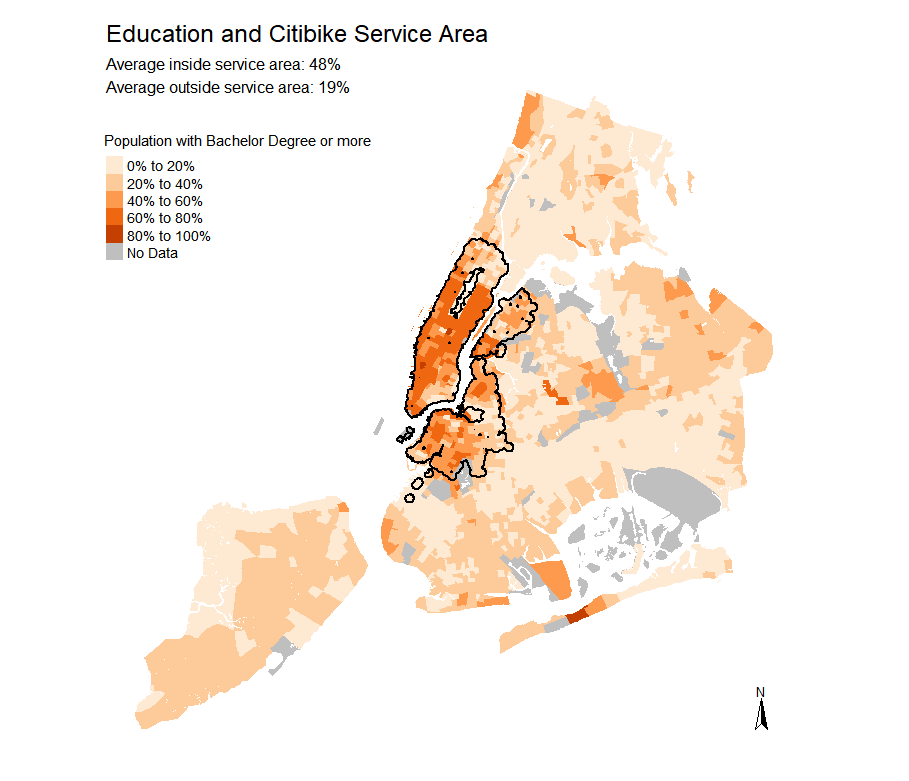 Education and Citibike Service Area
Average inside service area: 48%
Average outside service area: 19%
Population with Bachelor Degree or more
0% to 20%
20% to 40%
40% to 60%
60% to 80%
80% to 100%
No Data
N